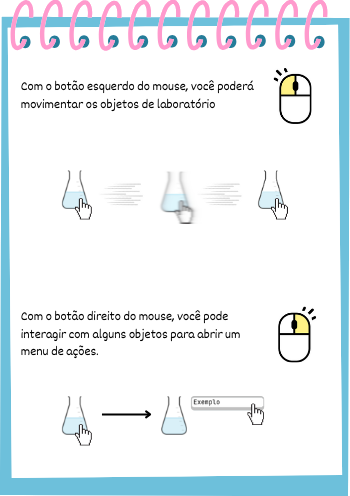 Com o botão esquerdo do mouse, você poderá
movimentar os objetos de laboratório
Com o botão direito do mouse, você pode
interagir com alguns objetos para abrir um
menu de ações.
Exemplo